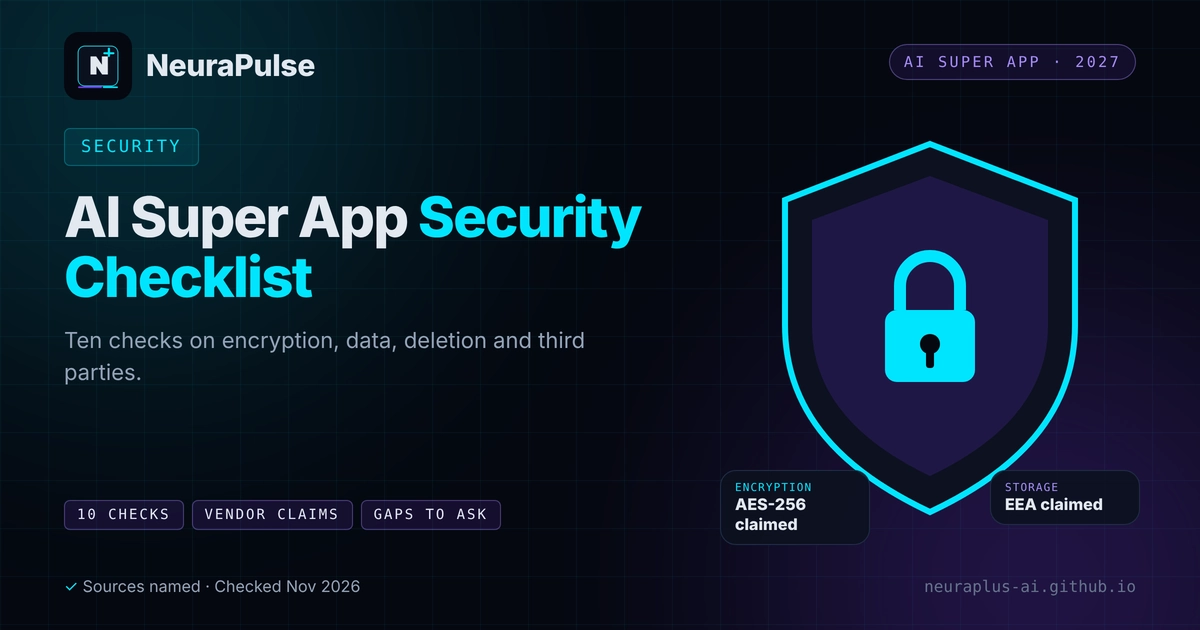 N
NeuraPulse
AI SUPER APP · 2027
SECURITY
AI Super App Security
Checklist
Ten checks on encryption, data, deletion and third
parties.
ENCRYPTION
AES-256
claimed
STORAGE
EEA claimed
10 CHECKS
VENDOR CLAIMS
GAPS TO ASK
✓ Sources named · Checked Nov 2026
neuraplus-ai.github.io